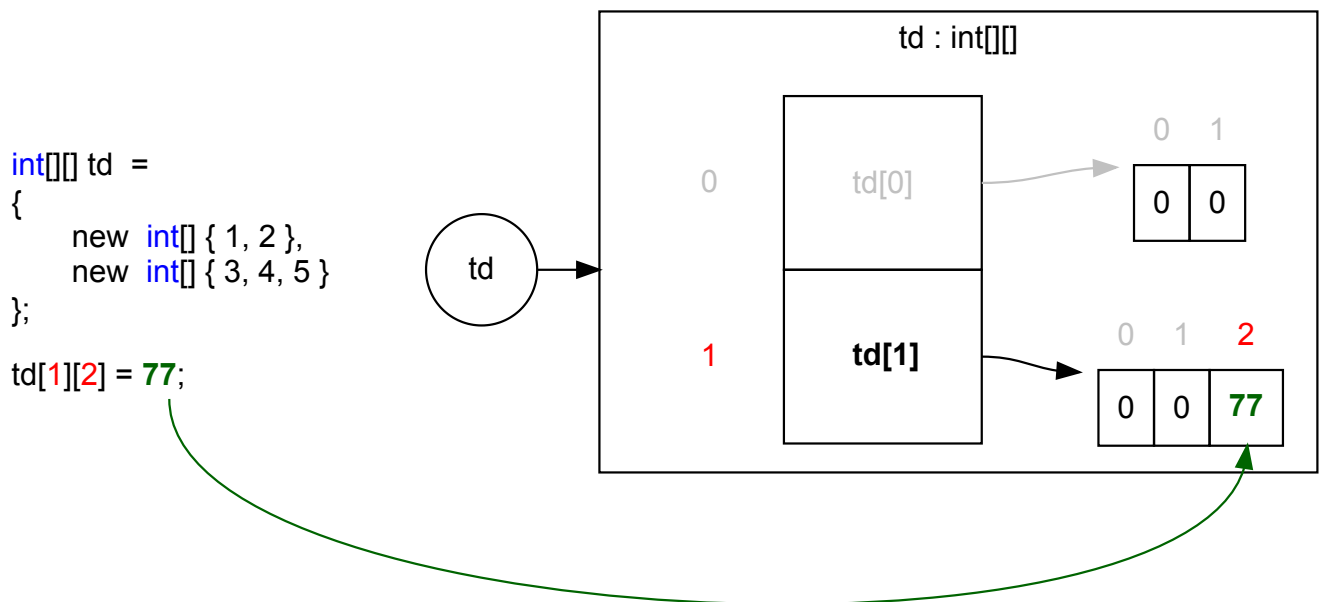 int[][] td =
{
new int[] { 1, 2 },
new int[] { 3, 4, 5 }
};
td[1][2] = 77;
td
td : int[][]
0
td[0]
0 1
0 0
1
td[1]
0 1 2
0 0 77